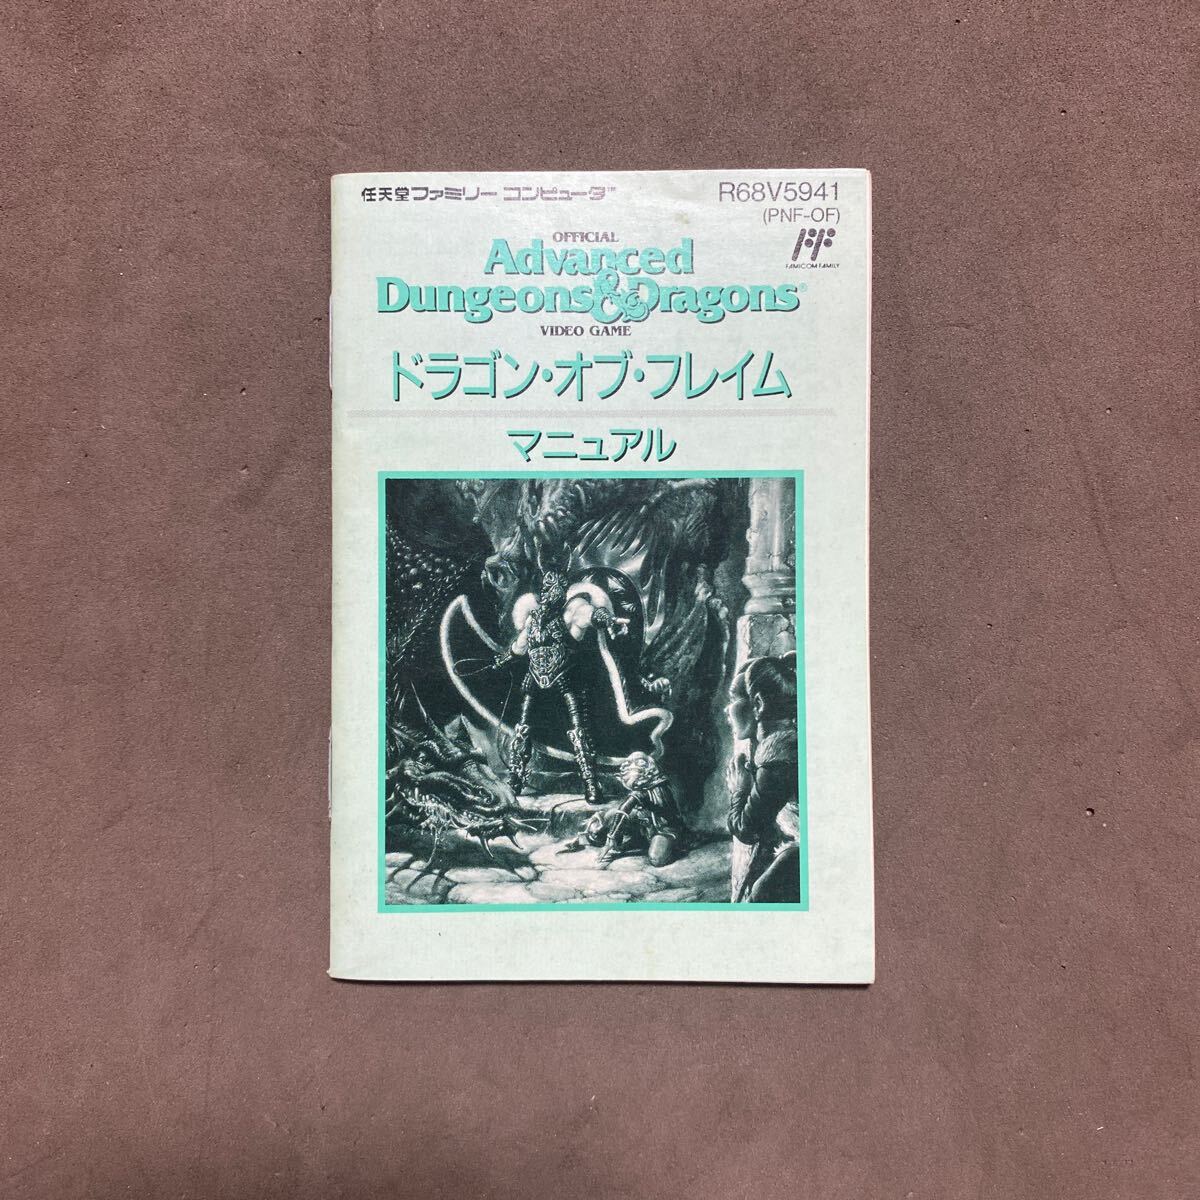 任天堂ファミリー コンピュータ™
R68V5941
(PNF-OF)
FAMICOM FAMILY
OFFICIAL
Advanced
Dungeons&Dragons®
VIDEO GAME
ドラゴン・オブ・フレイム
マニュアル